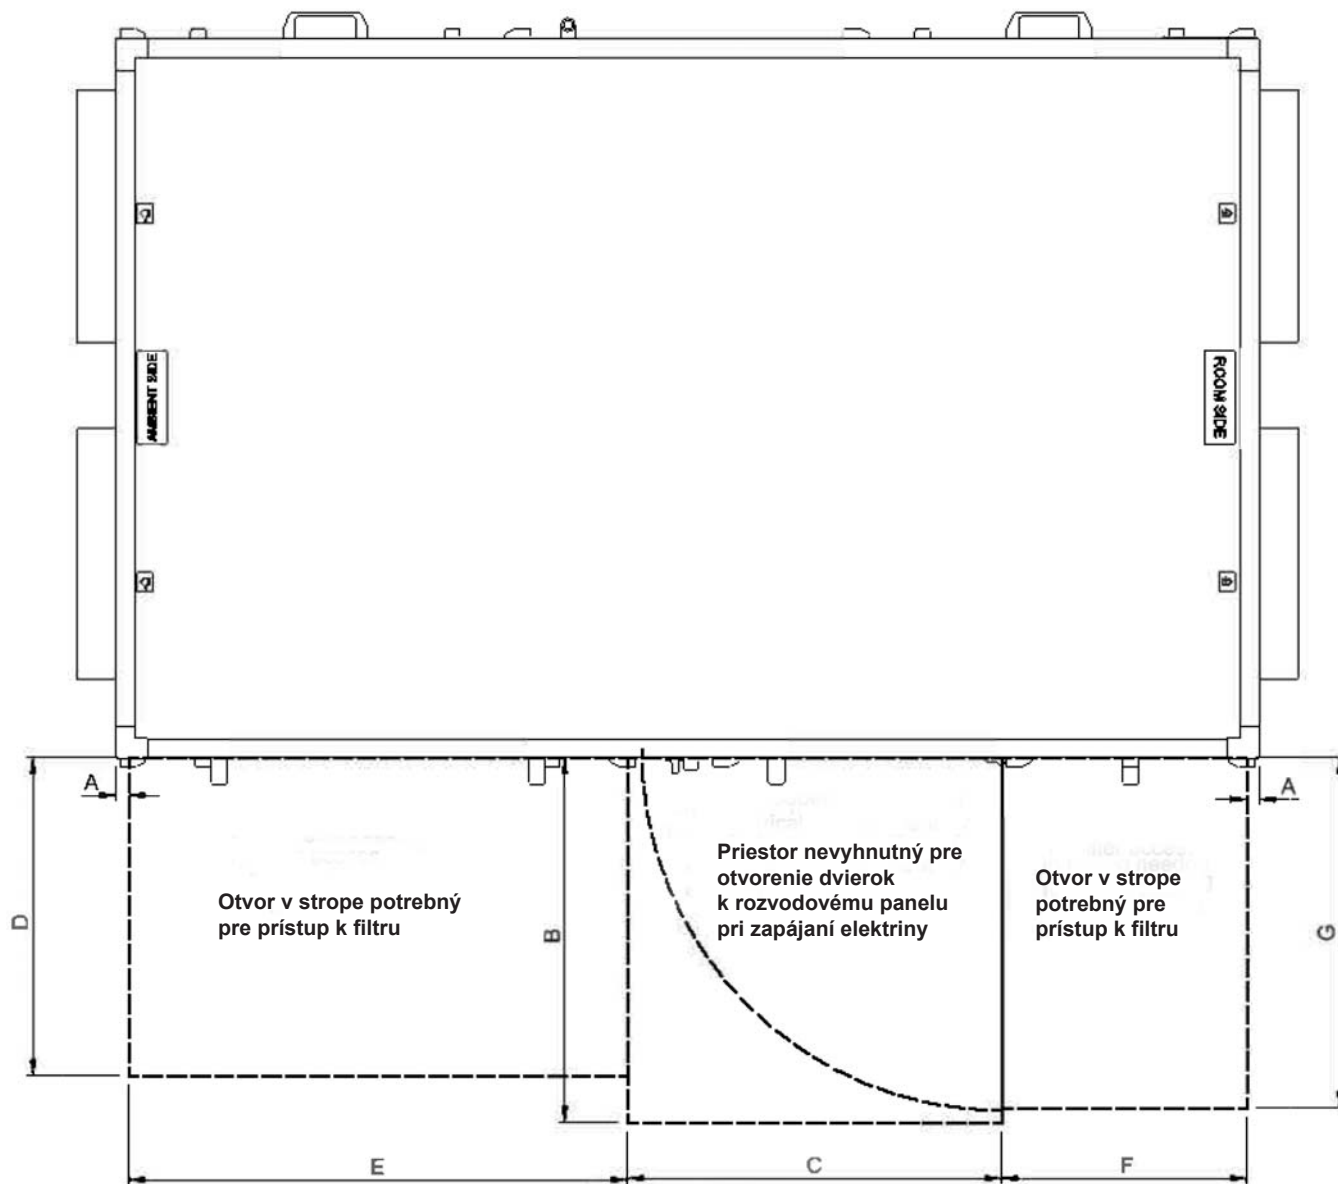 AMBIENT SIDE
ROOM SIDE
A
A
Otvor v strope potrebný
pre prístup k filtru
Priestor nevyhnutný pre
otvorenie dvierok
k rozvodovému panelu
pri zapájaní elektriny
Otvor v strope
potrebný pre
prístup k filtru
D
B
G
E
C
F